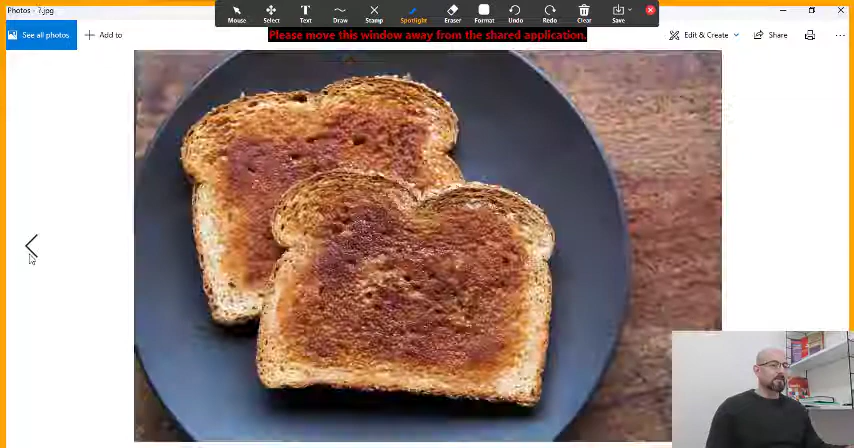 Photos - ?.jpg
Mouse
Select
Text
Draw
Stamp
Spotlight
Eraser
Format
Undo
Redo
Clear
Save
Please move this window away from the shared application.
See all photos
Add to
Edit & Create
Share